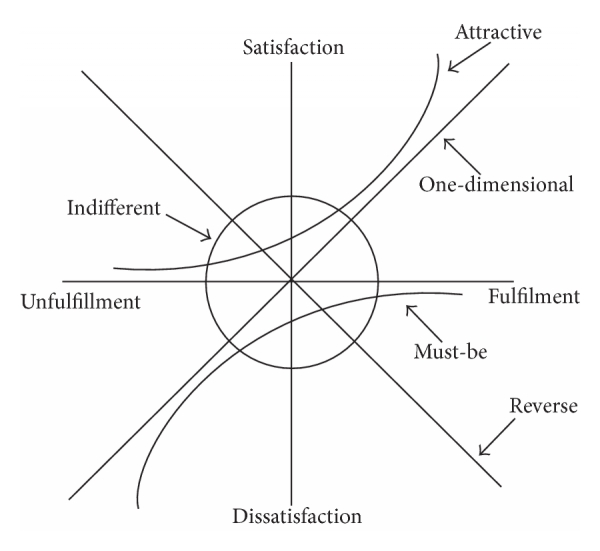 Attractive
Satisfaction
One-dimensional
Indifferent
Unfulfillment
Fulfilment
Must-be
Reverse
Dissatisfaction